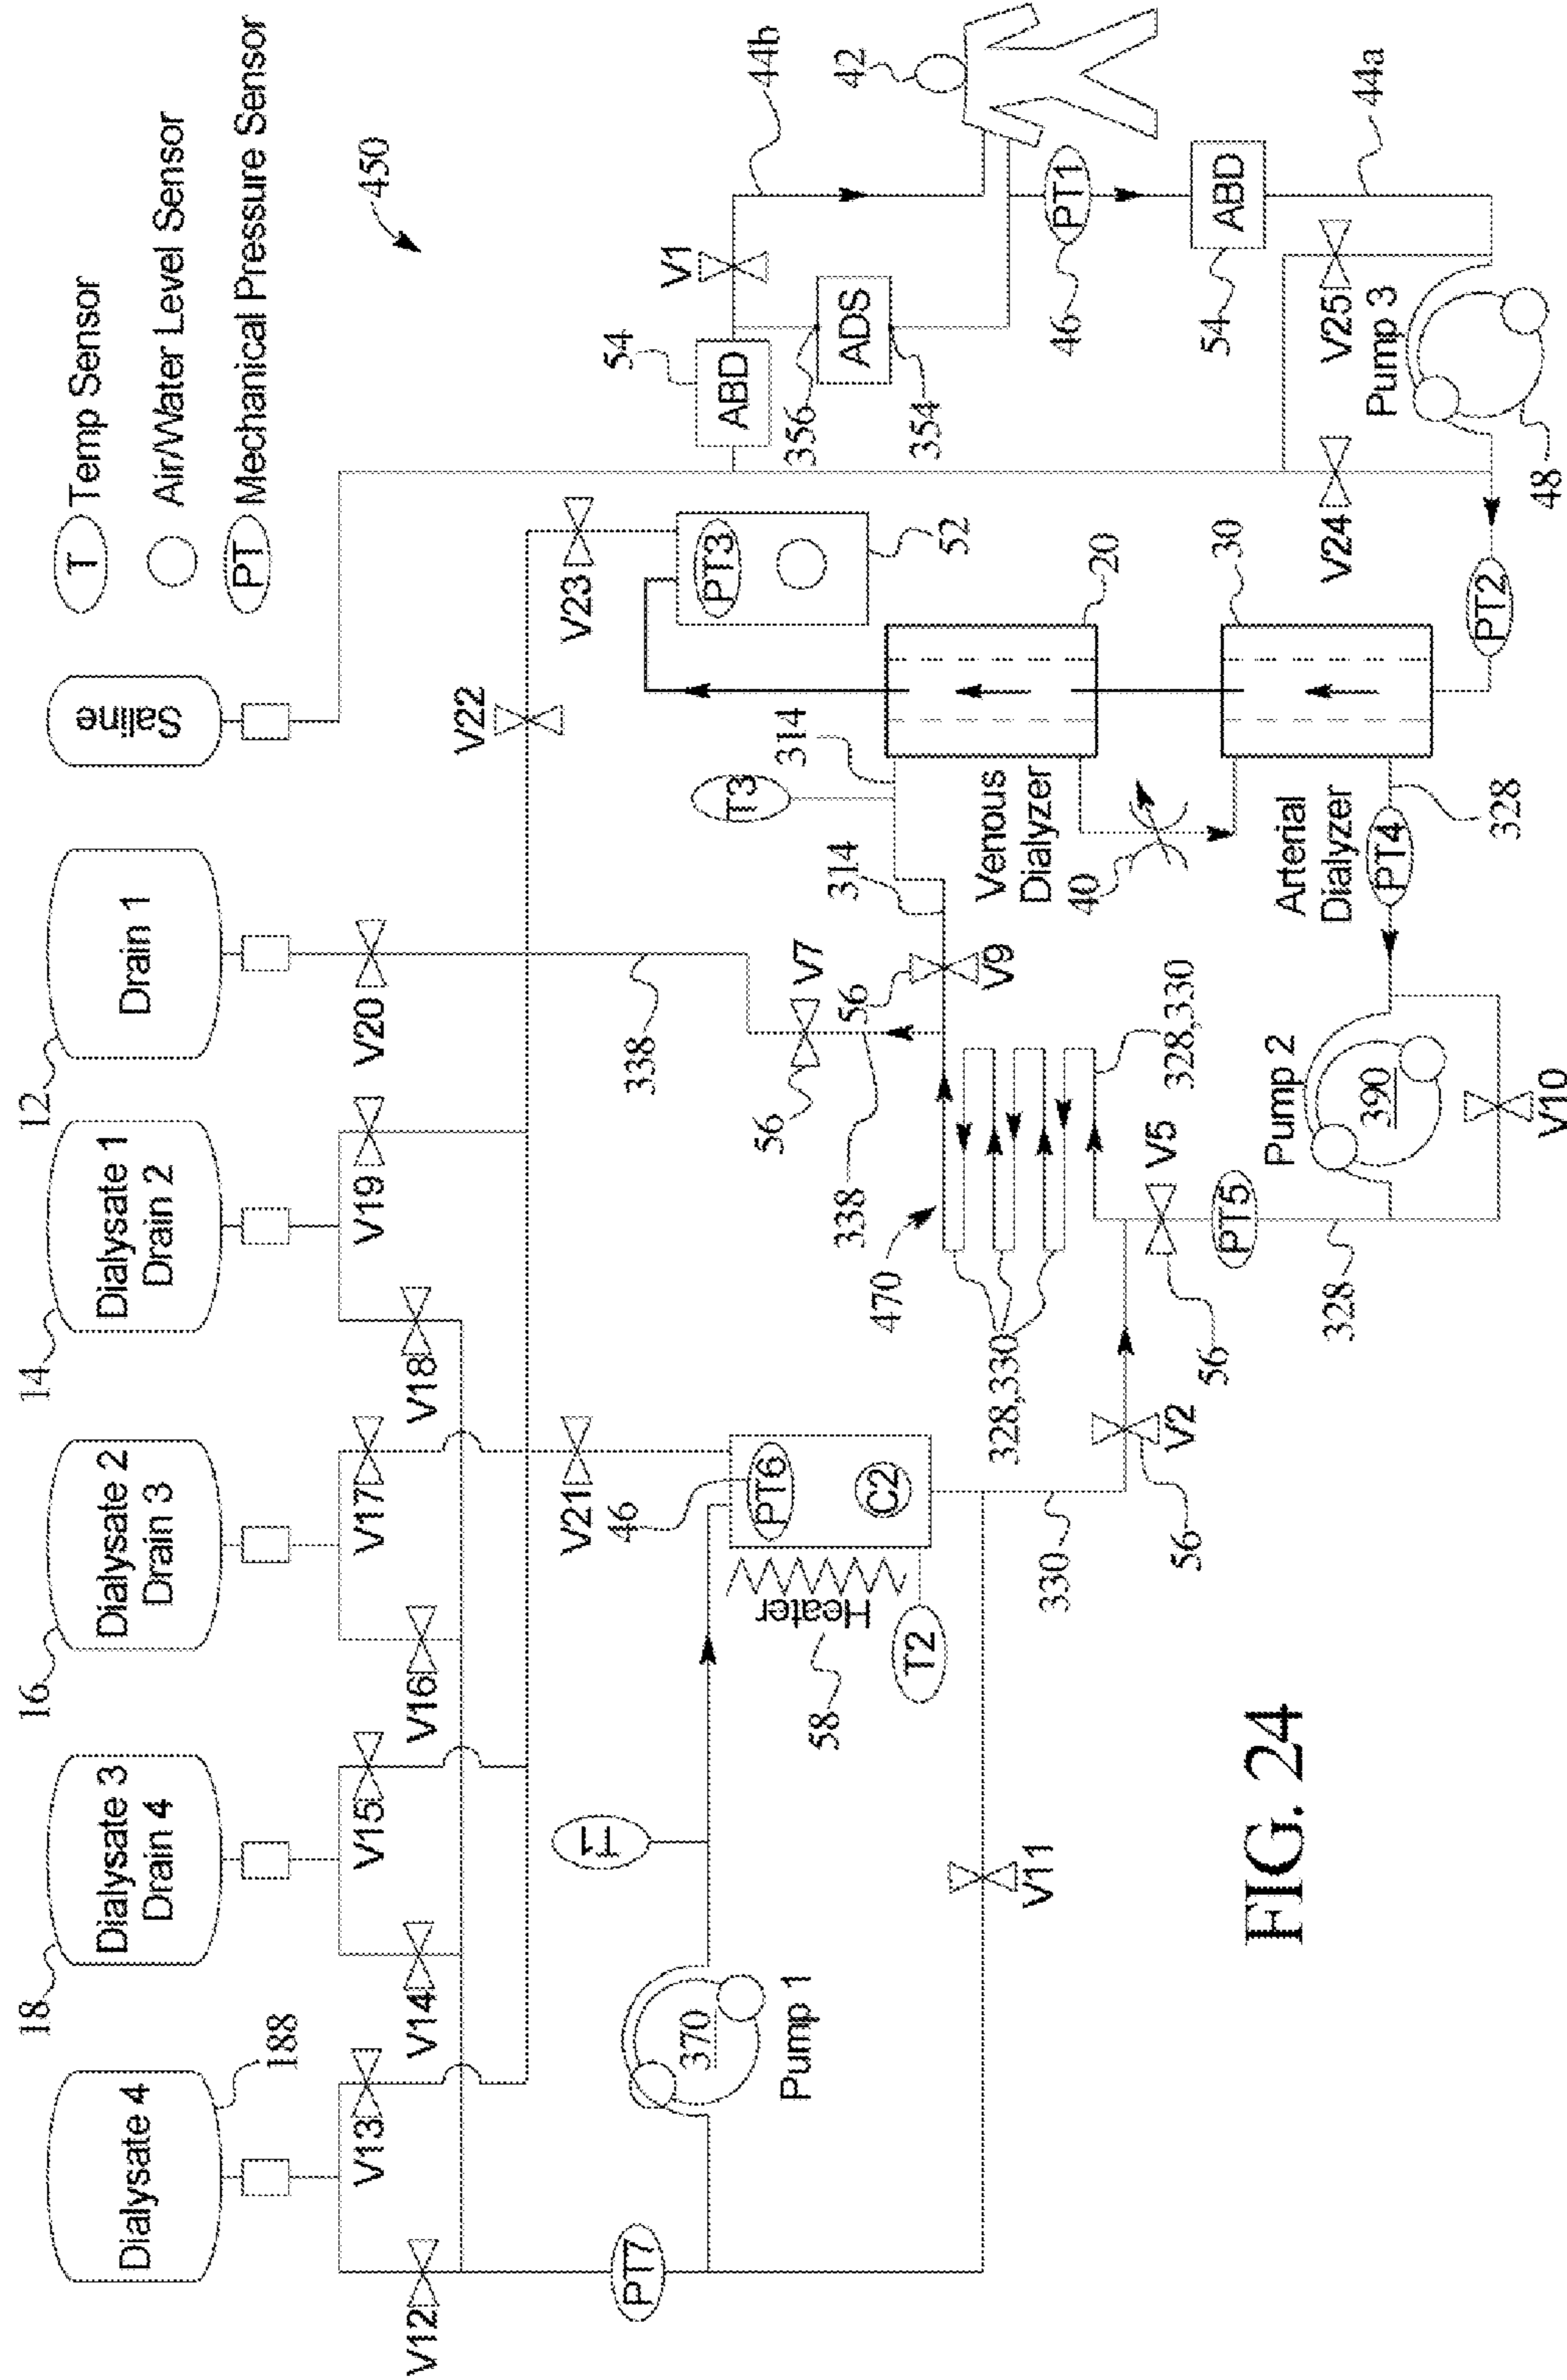 T Temp Sensor
Air/Water Level Sensor
PT Mechanical Pressure Sensor
450
Saline
Drain 1
12
Dialysate 1
Drain 2
14
Dialysate 2
Drain 3
16
Dialysate 3
Drain 4
18
Dialysate 4
188
V20
V19
V18
V17
V16
V15
V14
V13
V12
V22
V23
V21
PT7
T1
370
Pump 1
V11
46
PT6
C2
Heater
58
T2
330
V2
56
470
328,330
328,330
338
338
56
V7
56
V9
314
314
T3
PT3
52
20
Venous
Dialyzer
40
30
Arterial
Dialyzer
328
PT4
Pump 2
390
V10
V5
56
PT5
328
PT2
V24
V25
Pump 3
48
54
ABD
V1
44b
42
ADS
356
354
PT1
46
ABD
54
44a
FIG. 24